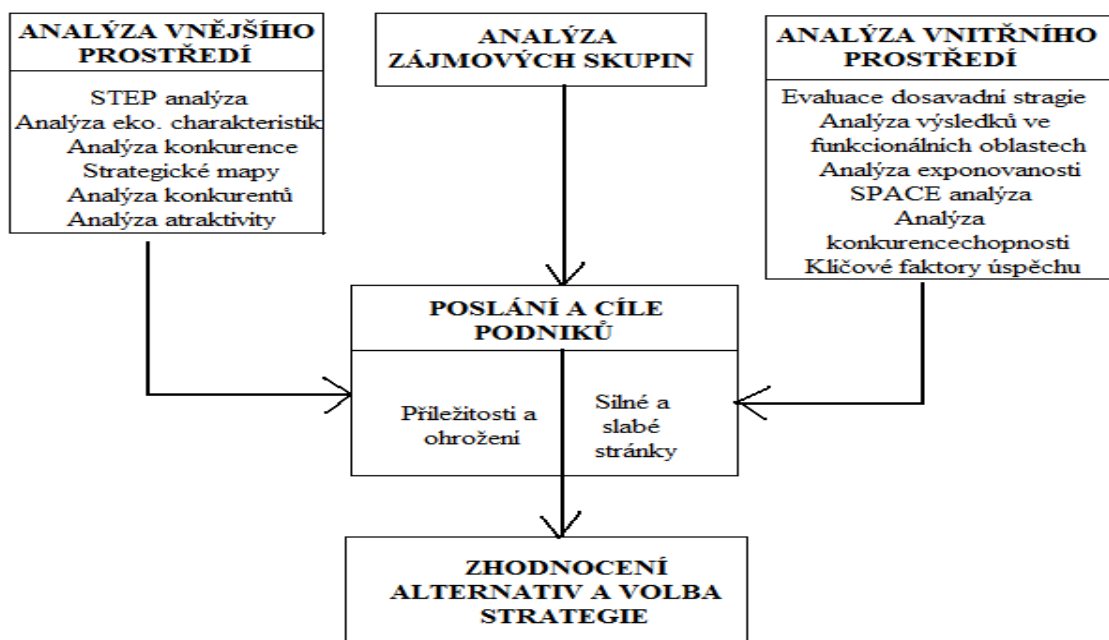 ANALÝZA VNĚJŠÍHO
PROSTŘEDÍ
STEP analýza
Analýza eko. charakteristik
Analýza konkurence
Strategické mapy
Analýza konkurentů
Analýza atraktivity
ANALÝZA
ZÁJMOVÝCH SKUPIN
ANALÝZA VNITŘNÍHO
PROSTŘEDÍ
Evaluace dosavadní stragie
Analýza výsledků ve
funkcionálních oblastech
Analýza exponovanosti
SPACE analýza
Analýza
konkurencechopnosti
Klíčové faktory úspěchu
POSLÁNÍ A CÍLE
PODNIKŮ
Příležitosti a
ohrožení
Silné a
slabé
stránky
ZHODNOCENÍ
ALTERNATIV A VOLBA
STRATEGIE